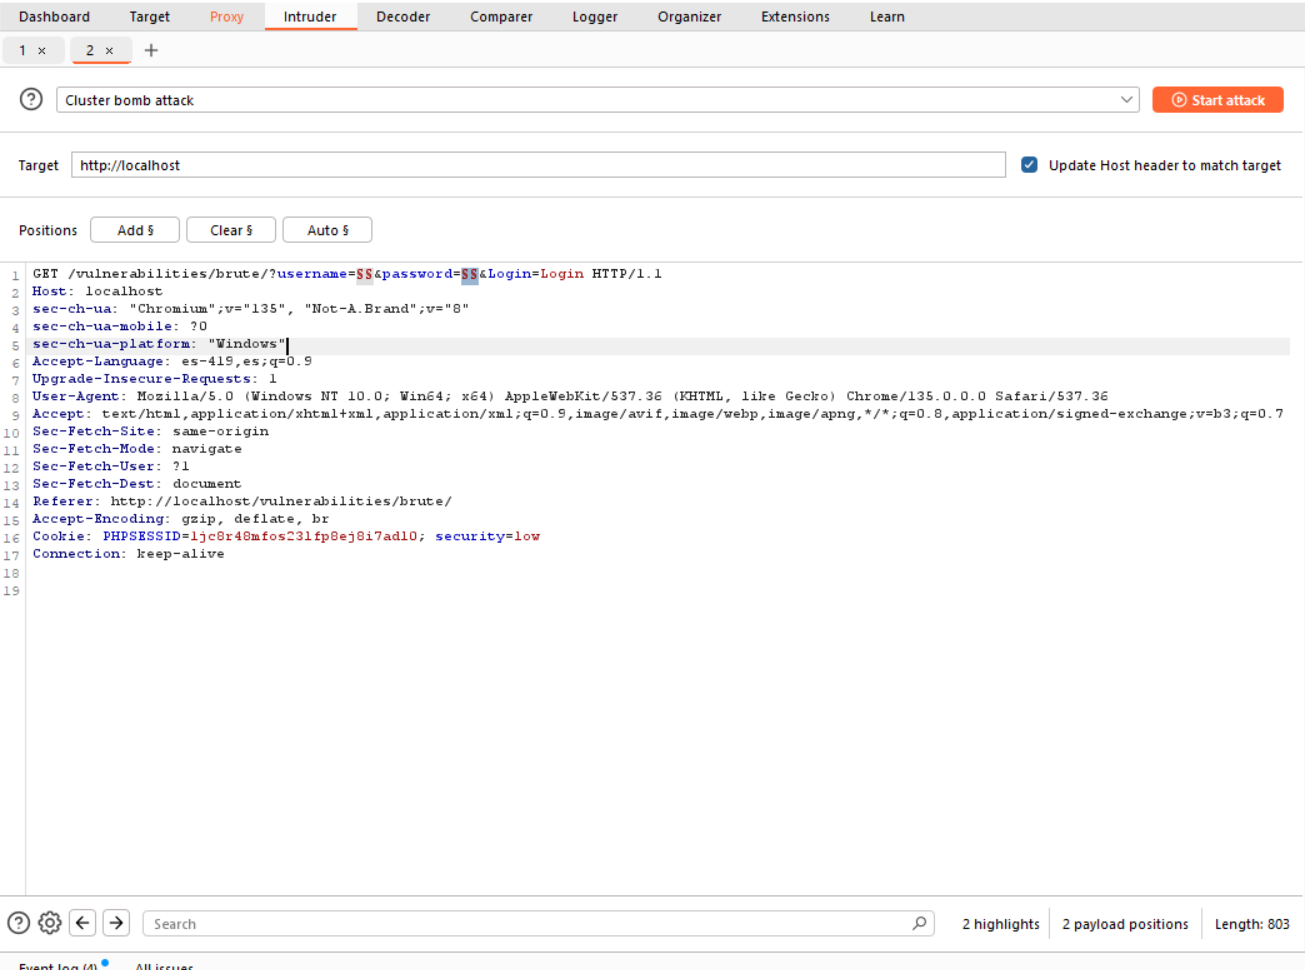 Dashboard Target Proxy Intruder Decoder Comparer Logger Organizer Extensions Learn
1 × 2 × +
Cluster bomb attack Start attack
Target http://localhost Update Host header to match target
Positions Add § Clear § Auto §
1 GET /vulnerabilities/brute/?username=§§&password=§§&Login=Login HTTP/1.1
2 Host: localhost
3 sec-ch-ua: "Chromium";v="135", "Not-A.Brand";v="8"
4 sec-ch-ua-mobile: ?0
5 sec-ch-ua-platform: "Windows"
6 Accept-Language: es-419,es;q=0.9
7 Upgrade-Insecure-Requests: 1
8 User-Agent: Mozilla/5.0 (Windows NT 10.0; Win64; x64) AppleWebKit/537.36 (KHTML, like Gecko) Chrome/135.0.0.0 Safari/537.36
9 Accept: text/html,application/xhtml+xml,application/xml;q=0.9,image/avif,image/webp,image/apng,*/*;q=0.8,application/signed-exchange;v=b3;q=0.7
10 Sec-Fetch-Site: same-origin
11 Sec-Fetch-Mode: navigate
12 Sec-Fetch-User: ?1
13 Sec-Fetch-Dest: document
14 Referer: http://localhost/vulnerabilities/brute/
15 Accept-Encoding: gzip, deflate, br
16 Cookie: PHPSESSID=1jc8r48mfos231fp8ej8i7adl0; security=low
17 Connection: keep-alive
18
19
Search 2 highlights 2 payload positions Length: 803
Event log (4) All issues